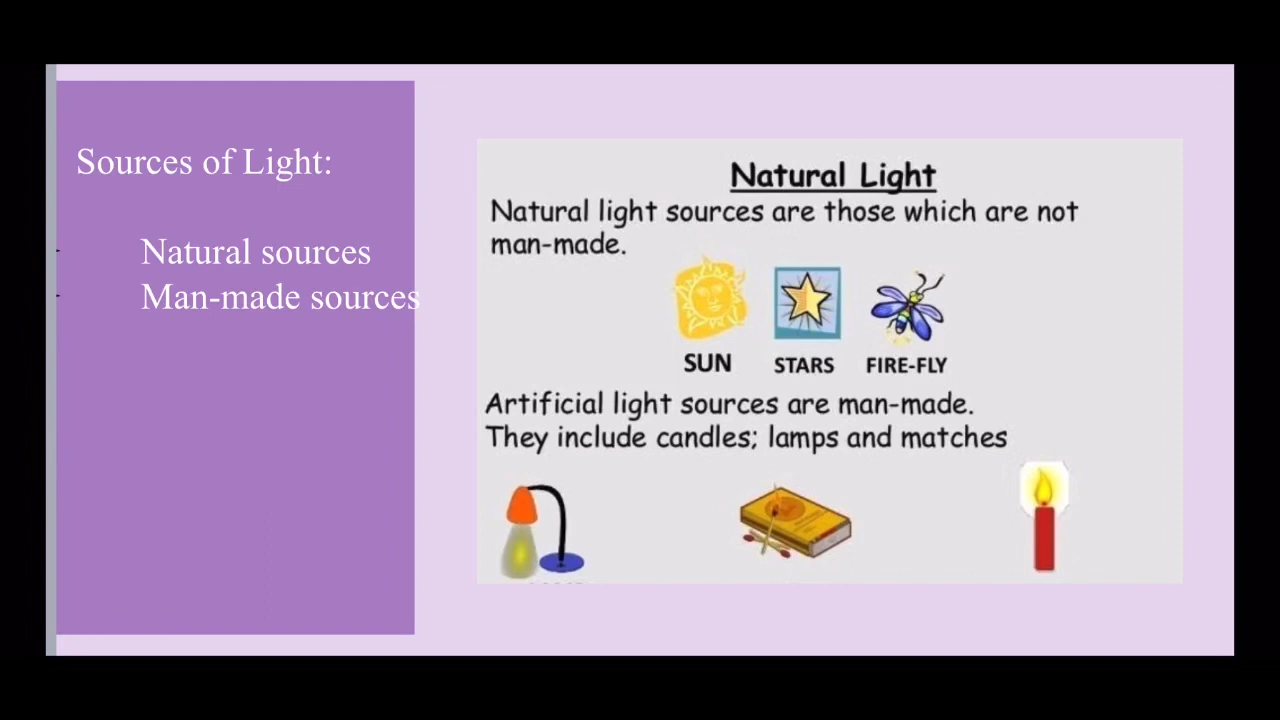 Sources of Light:
Natural sources
Man-made sources
Natural Light
Natural light sources are those which are not
man-made.
SUN STARS FIRE-FLY
Artificial light sources are man-made.
They include candles; lamps and matches